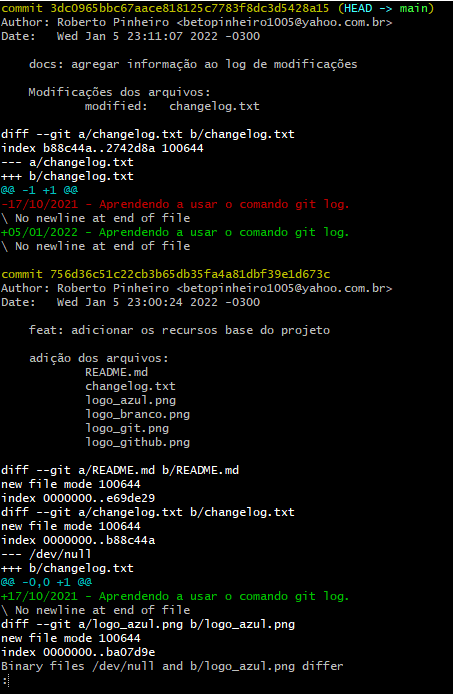 commit 3dc0965bbc67aace818125c7783f8dc3d5428a15 (HEAD -> main)
Author: Roberto Pinheiro <betopinheiro1005@yahoo.com.br>
Date:   Wed Jan 5 23:11:07 2022 -0300

    docs: agregar informação ao log de modificações

    Modificações dos arquivos:
            modified:   changelog.txt

diff --git a/changelog.txt b/changelog.txt
index b88c44a..2742d8a 100644
--- a/changelog.txt
+++ b/changelog.txt
@@ -1 +1 @@
-17/10/2021 - Aprendendo a usar o comando git log.
\ No newline at end of file
+05/01/2022 - Aprendendo a usar o comando git log.
\ No newline at end of file

commit 756d36c51c22cb3b65db35fa4a81dbf39e1d673c
Author: Roberto Pinheiro <betopinheiro1005@yahoo.com.br>
Date:   Wed Jan 5 23:00:24 2022 -0300

    feat: adicionar os recursos base do projeto

    adição dos arquivos:
            README.md
            changelog.txt
            logo_azul.png
            logo_branco.png
            logo_git.png
            logo_github.png

diff --git a/README.md b/README.md
new file mode 100644
index 0000000..e69de29
diff --git a/changelog.txt b/changelog.txt
new file mode 100644
index 0000000..b88c44a
--- /dev/null
+++ b/changelog.txt
@@ -0,0 +1 @@
+17/10/2021 - Aprendendo a usar o comando git log.
\ No newline at end of file
diff --git a/logo_azul.png b/logo_azul.png
new file mode 100644
index 0000000..ba07d9e
Binary files /dev/null and b/logo_azul.png differ
: